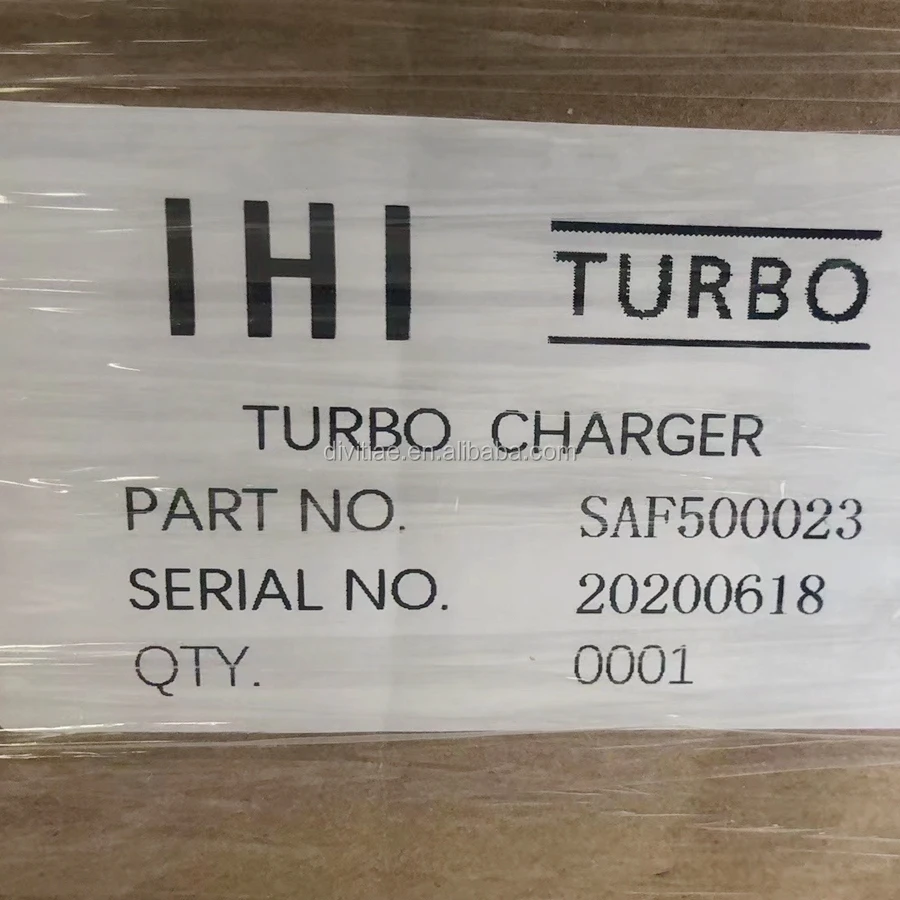 IHI TURBO
TURBO CHARGER
divitiae.en.alibaba.com
PART NO. SAF500023
SERIAL NO. 20200618
QTY. 0001